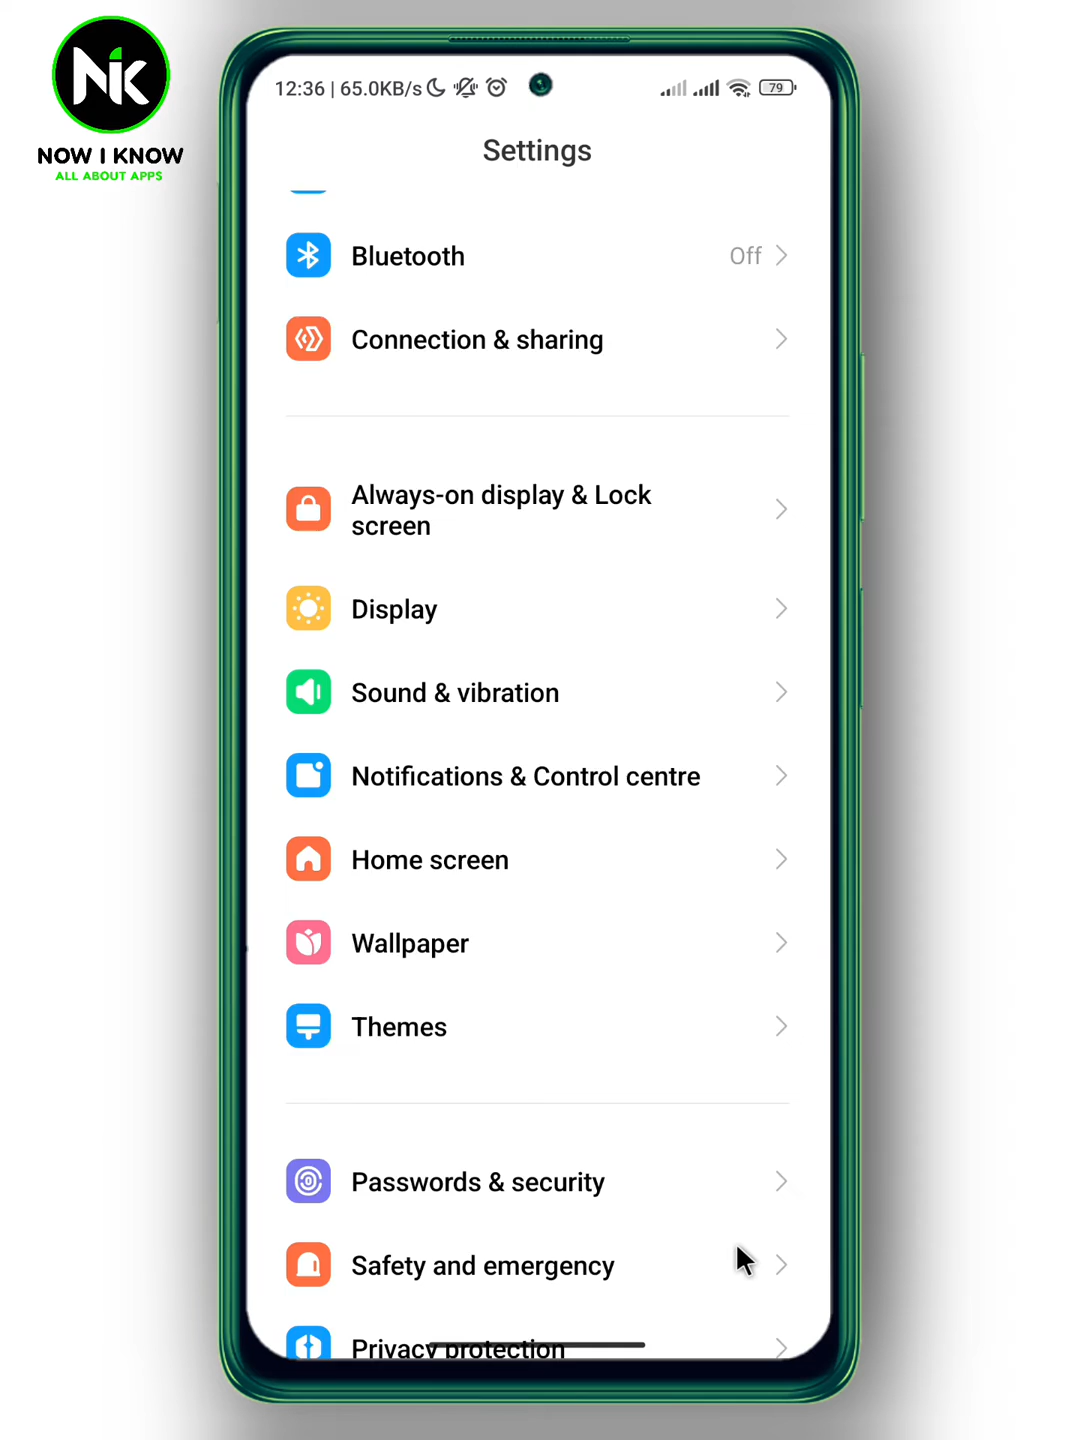 NIK
NOW I KNOW
ALL ABOUT APPS
12:36 | 65.0KB/s
79
Settings
Bluetooth
Off
Connection & sharing
Always-on display & Lock
screen
Display
Sound & vibration
Notifications & Control centre
Home screen
Wallpaper
Themes
Passwords & security
Safety and emergency
Privacy protection